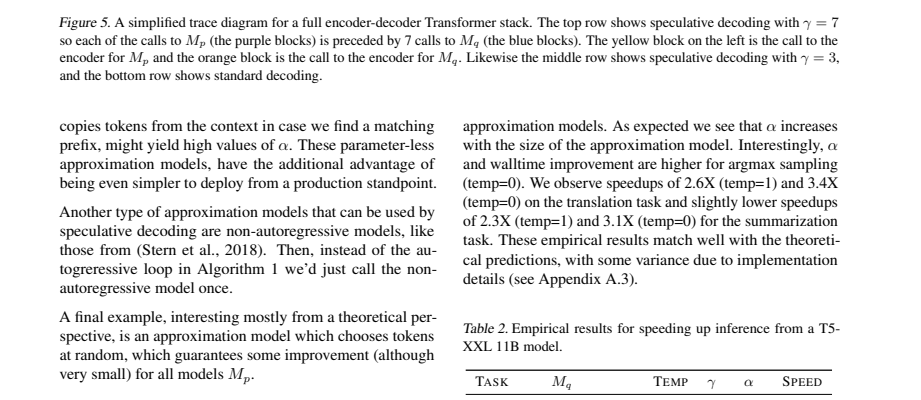 Figure 5. A simplified trace diagram for a full encoder-decoder Transformer stack. The top row shows speculative decoding with γ = 7
so each of the calls to Mp (the purple blocks) is preceded by 7 calls to Mq (the blue blocks). The yellow block on the left is the call to the
encoder for Mp and the orange block is the call to the encoder for Mq. Likewise the middle row shows speculative decoding with γ = 3,
and the bottom row shows standard decoding.
copies tokens from the context in case we find a matching
prefix, might yield high values of α. These parameter-less
approximation models, have the additional advantage of
being even simpler to deploy from a production standpoint.
Another type of approximation models that can be used by
speculative decoding are non-autoregressive models, like
those from (Stern et al., 2018). Then, instead of the au-
togreressive loop in Algorithm 1 we'd just call the non-
autoregressive model once.
A final example, interesting mostly from a theoretical per-
spective, is an approximation model which chooses tokens
at random, which guarantees some improvement (although
very small) for all models Mp.
approximation models. As expected we see that α increases
with the size of the approximation model. Interestingly, α
and walltime improvement are higher for argmax sampling
(temp=0). We observe speedups of 2.6X (temp=1) and 3.4X
(temp=0) on the translation task and slightly lower speedups
of 2.3X (temp=1) and 3.1X (temp=0) for the summarization
task. These empirical results match well with the theoreti-
cal predictions, with some variance due to implementation
details (see Appendix A.3).
Table 2. Empirical results for speeding up inference from a T5-
XXL 11B model.
TASK Mq TEMP γ α SPEED